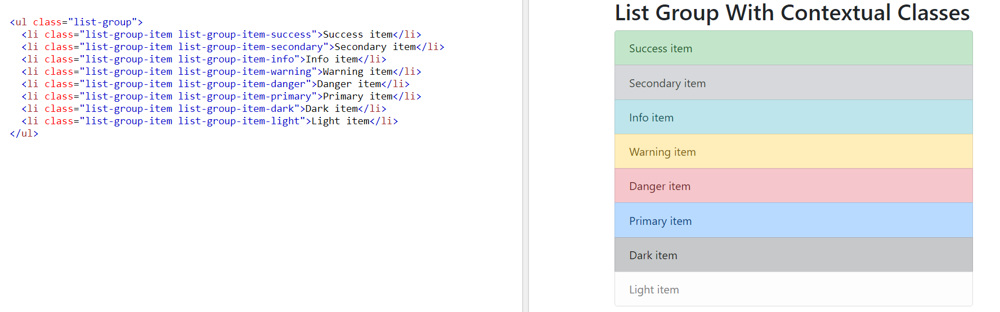 <ul class="list-group">
  <li class="list-group-item list-group-item-success">Success item</li>
  <li class="list-group-item list-group-item-secondary">Secondary item</li>
  <li class="list-group-item list-group-item-info">Info item</li>
  <li class="list-group-item list-group-item-warning">Warning item</li>
  <li class="list-group-item list-group-item-danger">Danger item</li>
  <li class="list-group-item list-group-item-primary">Primary item</li>
  <li class="list-group-item list-group-item-dark">Dark item</li>
  <li class="list-group-item list-group-item-light">Light item</li>
</ul>
List Group With Contextual Classes
Success item
Secondary item
Info item
Warning item
Danger item
Primary item
Dark item
Light item